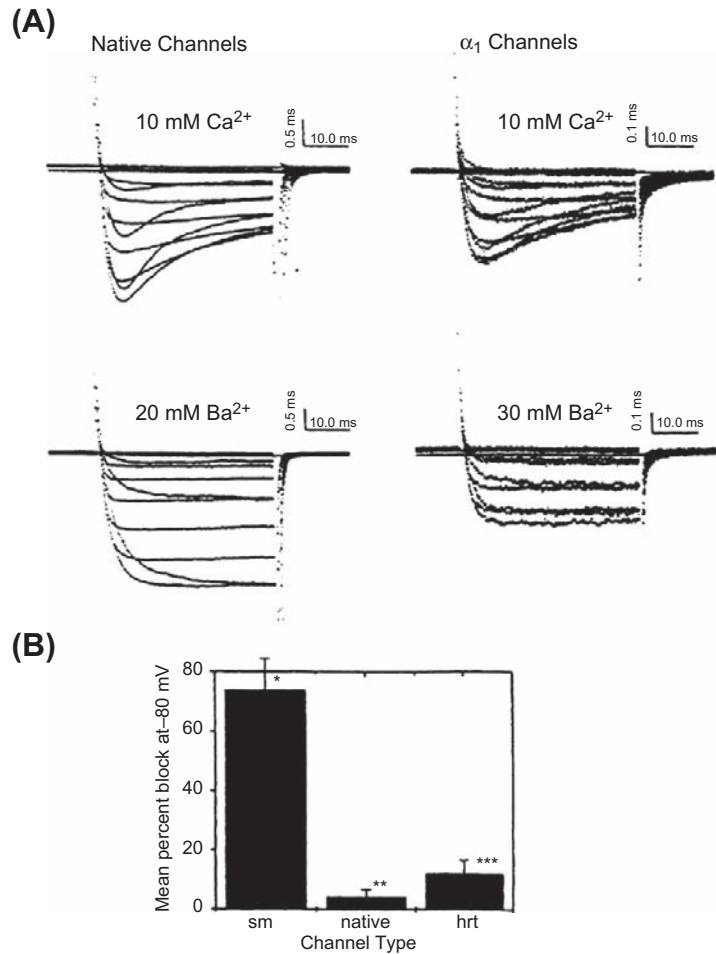 (A)
Native Channels
α₁ Channels
10 mM Ca²⁺
0.5 ms
10.0 ms
10 mM Ca²⁺
0.1 ms
10.0 ms
20 mM Ba²⁺
0.5 ms
10.0 ms
30 mM Ba²⁺
0.1 ms
10.0 ms
(B)
Mean percent block at–80 mV
80
60
40
20
0
*
**
***
sm
native
hrt
Channel Type